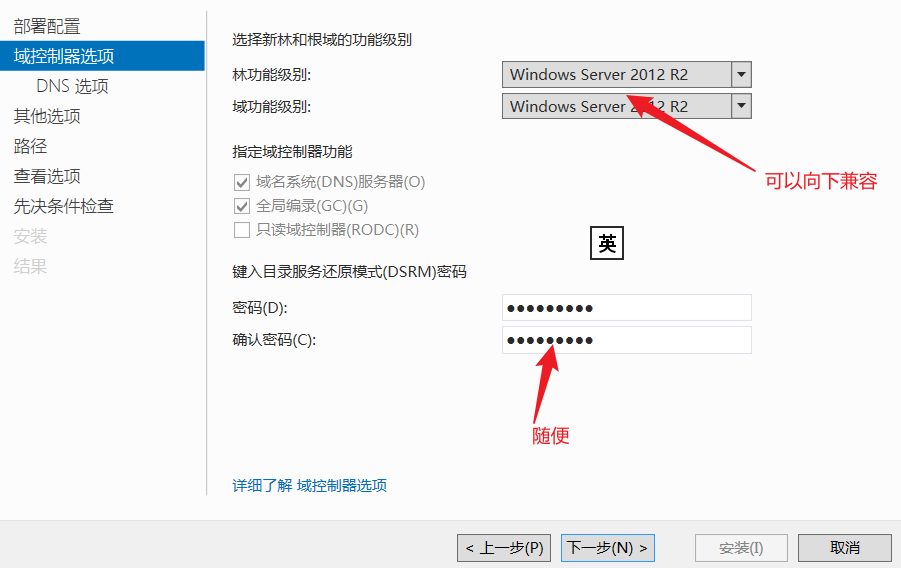 部署配置
域控制器选项
DNS 选项
其他选项
路径
查看选项
先决条件检查
安装
结果
选择新林和根域的功能级别
林功能级别: Windows Server 2012 R2
域功能级别: Windows Server 2012 R2
可以向下兼容
指定域控制器功能
域名系统(DNS)服务器(O)
全局编录(GC)(G)
只读域控制器(RODC)(R)
英
键入目录服务还原模式(DSRM)密码
密码(D): ●●●●●●●●●
确认密码(C): ●●●●●●●●●
随便
详细了解 域控制器选项
< 上一步(P) 下一步(N) > 安装(I) 取消